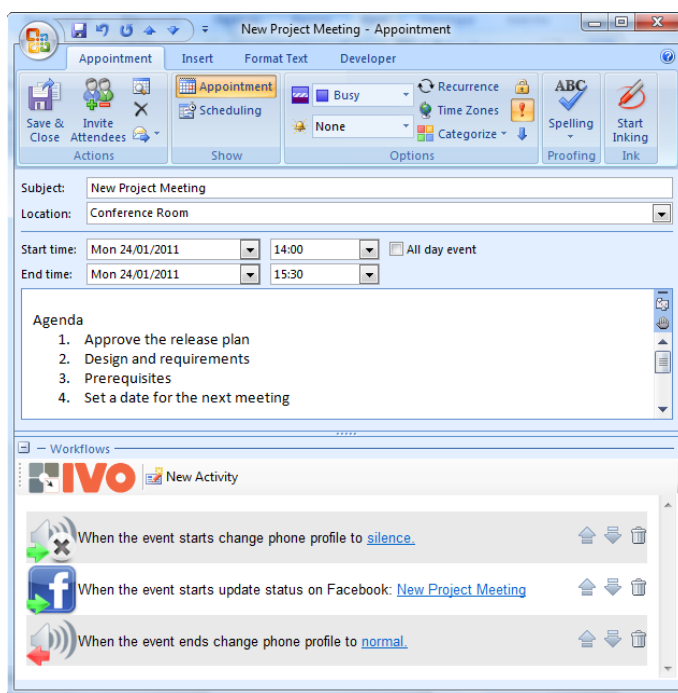 New Project Meeting - Appointment
Appointment Insert Format Text Developer
Save & Close
Invite Attendees
Actions
Appointment
Scheduling
Show
Busy
None
Recurrence
Time Zones
Categorize
Options
ABC
Spelling
Proofing
Start Inking
Ink
Subject: New Project Meeting
Location: Conference Room
Start time: Mon 24/01/2011 14:00 All day event
End time: Mon 24/01/2011 15:30
Agenda
1. Approve the release plan
2. Design and requirements
3. Prerequisites
4. Set a date for the next meeting
Workflows
IVO New Activity
When the event starts change phone profile to silence.
When the event starts update status on Facebook: New Project Meeting
When the event ends change phone profile to normal.